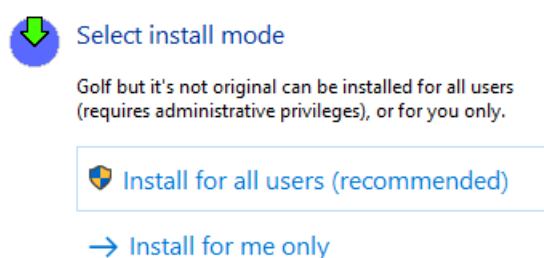 Select install mode
Golf but it's not original can be installed for all users
(requires administrative privileges), or for you only.
Install for all users (recommended)
Install for me only